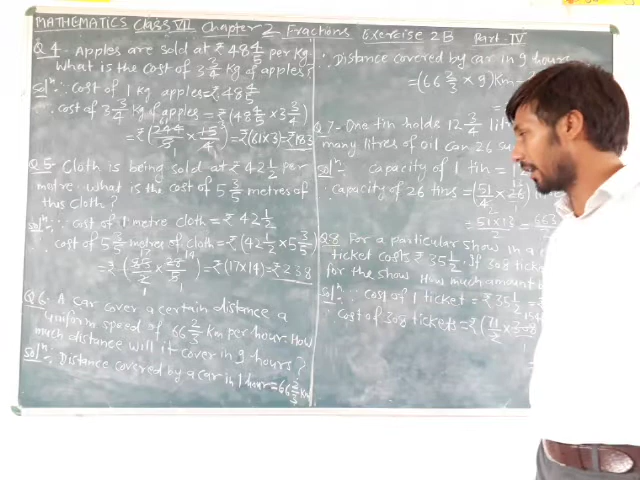 MATHEMATICS Class VII Chapter 2 Fractions Exercise 2B Part-IV
Q.4. Apples are sold at ₹ 48 4/5 per kg.
What is the cost of 3 3/4 kg of apples?
Solⁿ: ∵ Cost of 1 kg apples = ₹ 48 4/5
∴ Cost of 3 3/4 kg of apples = ₹ (48 4/5 × 3 3/4)
= ₹ (244/5 × 15/4) = ₹ (61×3) = ₹ 183
Q.5. Cloth is being sold at ₹ 42 1/2 per
metre. What is the cost of 5 3/5 metres of
this cloth?
Solⁿ: ∵ Cost of 1 metre cloth = ₹ 42 1/2
∴ Cost of 5 3/5 metres of cloth = ₹ (42 1/2 × 5 3/5)
= ₹ (85/2 × 28/5) = ₹ (17×14) = ₹ 238
Q.6. A car cover a certain distance a
uniform speed of 66 2/3 km per hour. How
much distance will it cover in 9 hours?
Solⁿ: ∵ Distance covered by a car in 1 hour = 66 2/3 Km
∴ Distance covered by car in 9 hours
= (66 2/3 × 9) Km
Q.7. One tin holds 12 3/4
many litres of oil can 26
Solⁿ: Capacity of 1 tin =
∴ Capacity of 26 tins = (51/4 × 26)
= 51×13/2 = 663
Q.8. For a particular show in a
ticket costs ₹ 35 1/2. If 308
for the show. How much amount
Solⁿ: ∵ Cost of 1 ticket = ₹ 35 1/2
∴ Cost of 308 tickets = ₹ (71/2 × 308